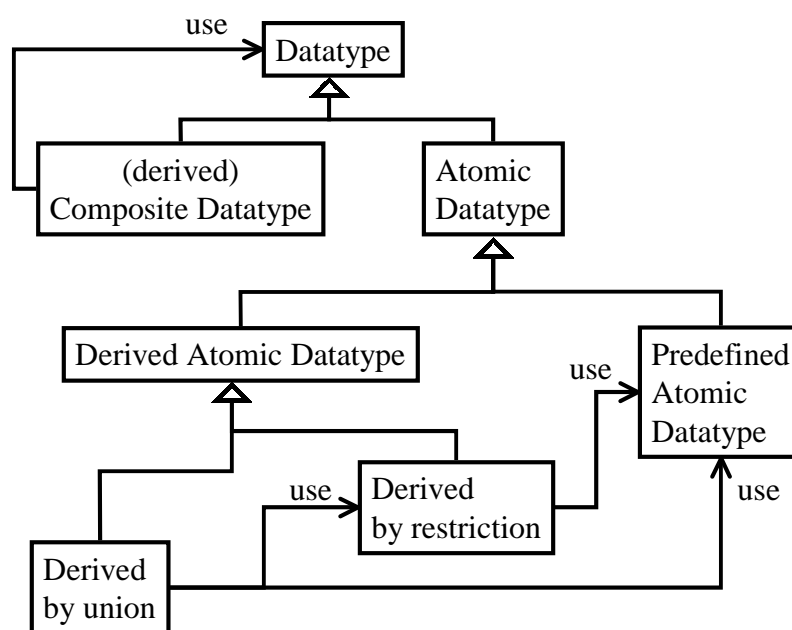 use
Datatype
(derived)
Composite Datatype
Atomic
Datatype
Derived Atomic Datatype
Predefined
Atomic
Datatype
use
Derived
by restriction
use
use
Derived
by union